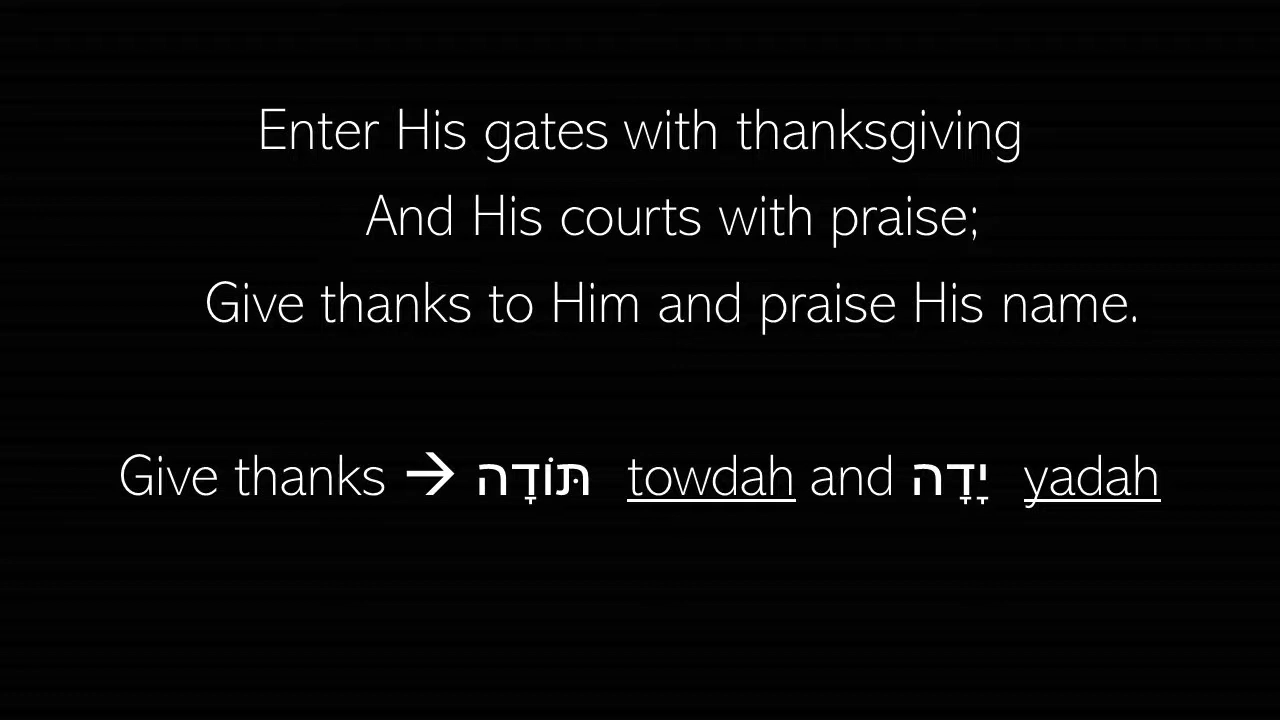 Enter His gates with thanksgiving
And His courts with praise;
Give thanks to Him and praise His name.
Give thanks → תּוֹדָה towdah and יָדָה yadah